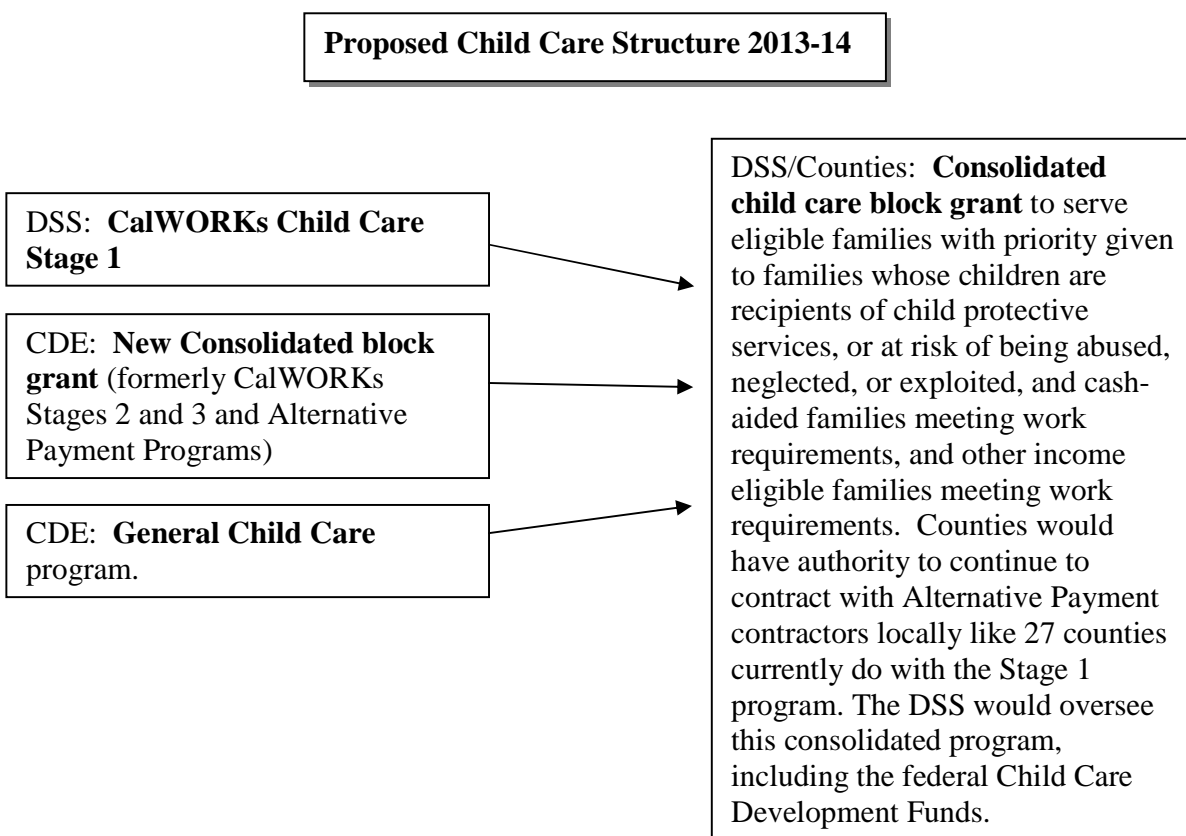 Proposed Child Care Structure 2013-14
DSS: CalWORKs Child Care
Stage 1
CDE: New Consolidated block
grant (formerly CalWORKs
Stages 2 and 3 and Alternative
Payment Programs)
CDE: General Child Care
program.
DSS/Counties: Consolidated
child care block grant to serve
eligible families with priority given
to families whose children are
recipients of child protective
services, or at risk of being abused,
neglected, or exploited, and cash-
aided families meeting work
requirements, and other income
eligible families meeting work
requirements. Counties would
have authority to continue to
contract with Alternative Payment
contractors locally like 27 counties
currently do with the Stage 1
program. The DSS would oversee
this consolidated program,
including the federal Child Care
Development Funds.